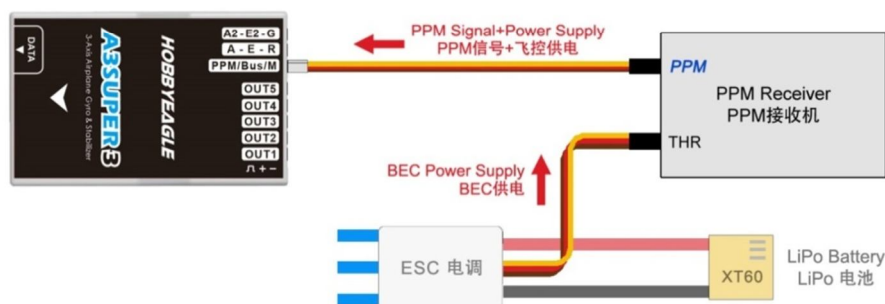 DATA
A3SUPER3
3-Axis Airplane Gyro & Stabilizer
HOBBYEAGLE
A2-E2-G
A-E-R
PPM/Bus/M
OUT5
OUT4
OUT3
OUT2
OUT1
+ -
PPM Signal+Power Supply
PPM信号+飞控供电
PPM
PPM Receiver
PPM接收机
THR
BEC Power Supply
BEC供电
ESC 电调
XT60
LiPo Battery
LiPo 电池